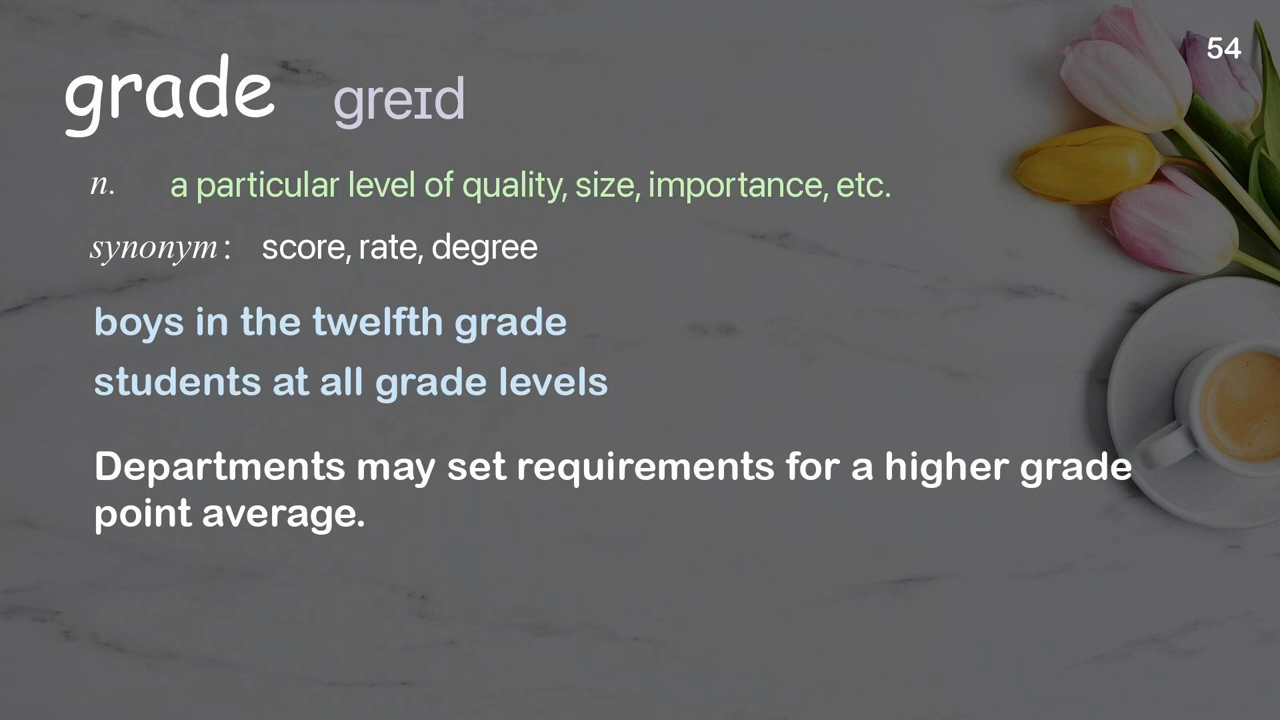 54
grade greɪd
n. a particular level of quality, size, importance, etc.
synonym: score, rate, degree
boys in the twelfth grade
students at all grade levels
Departments may set requirements for a higher grade
point average.